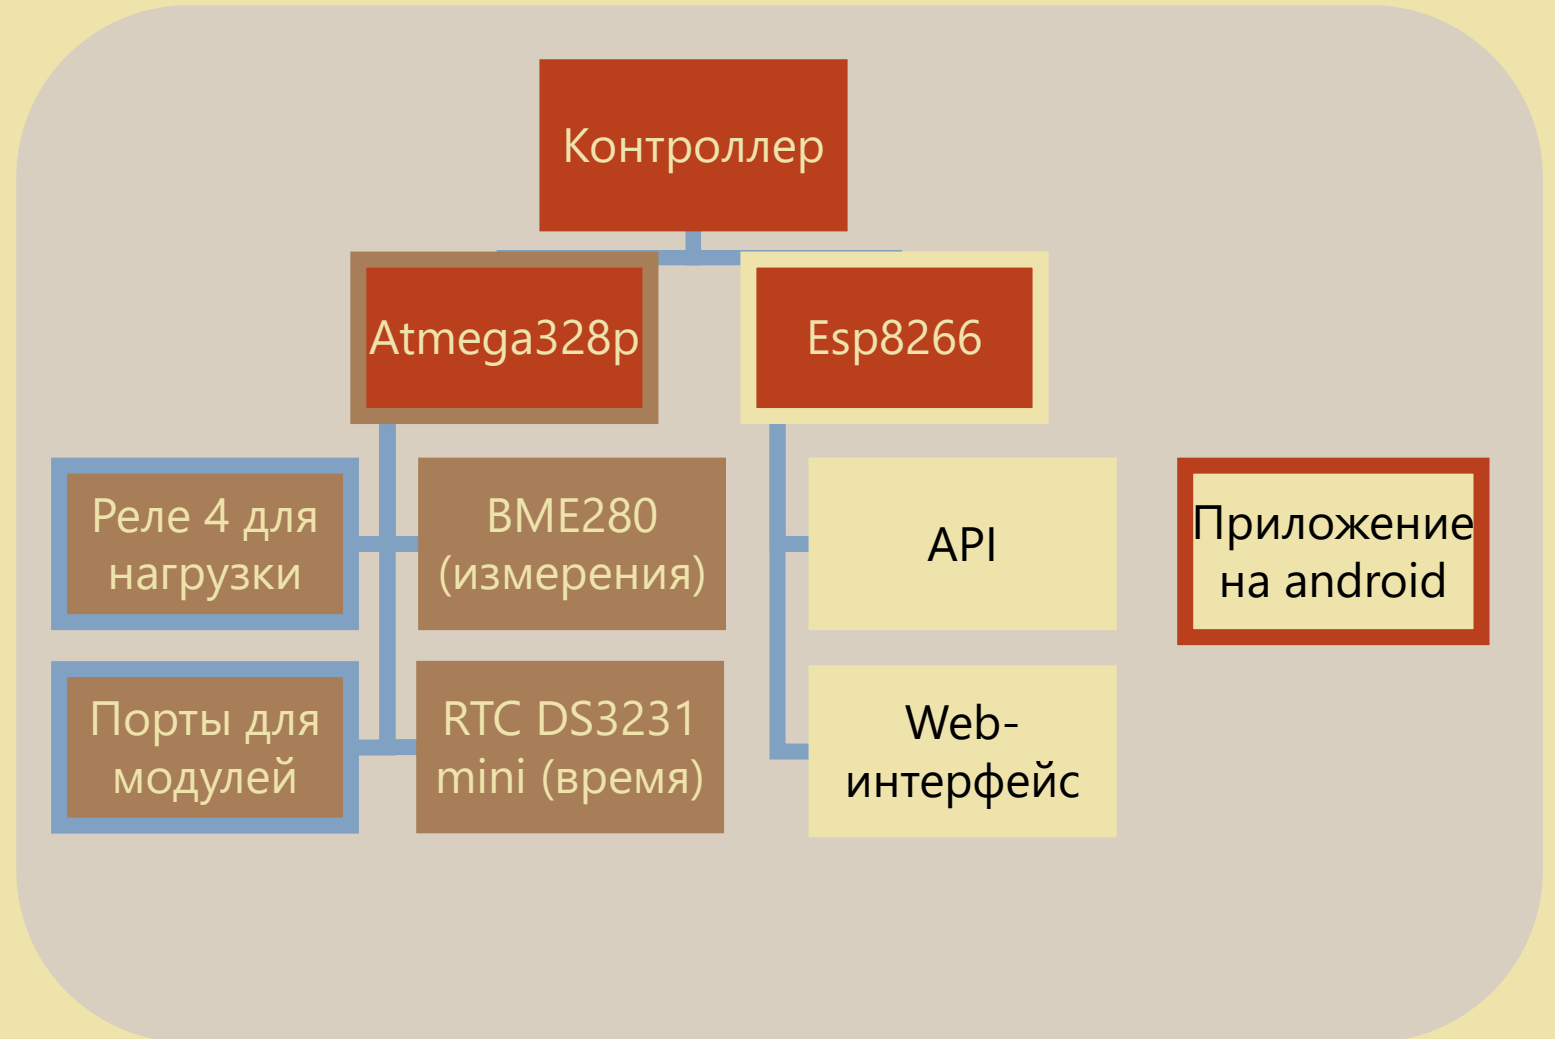 Контроллер
Atmega328p
Esp8266
Реле 4 для
нагрузки
BME280
(измерения)
API
Приложение
на android
Порты для
модулей
RTC DS3231
mini (время)
Web-
интерфейс